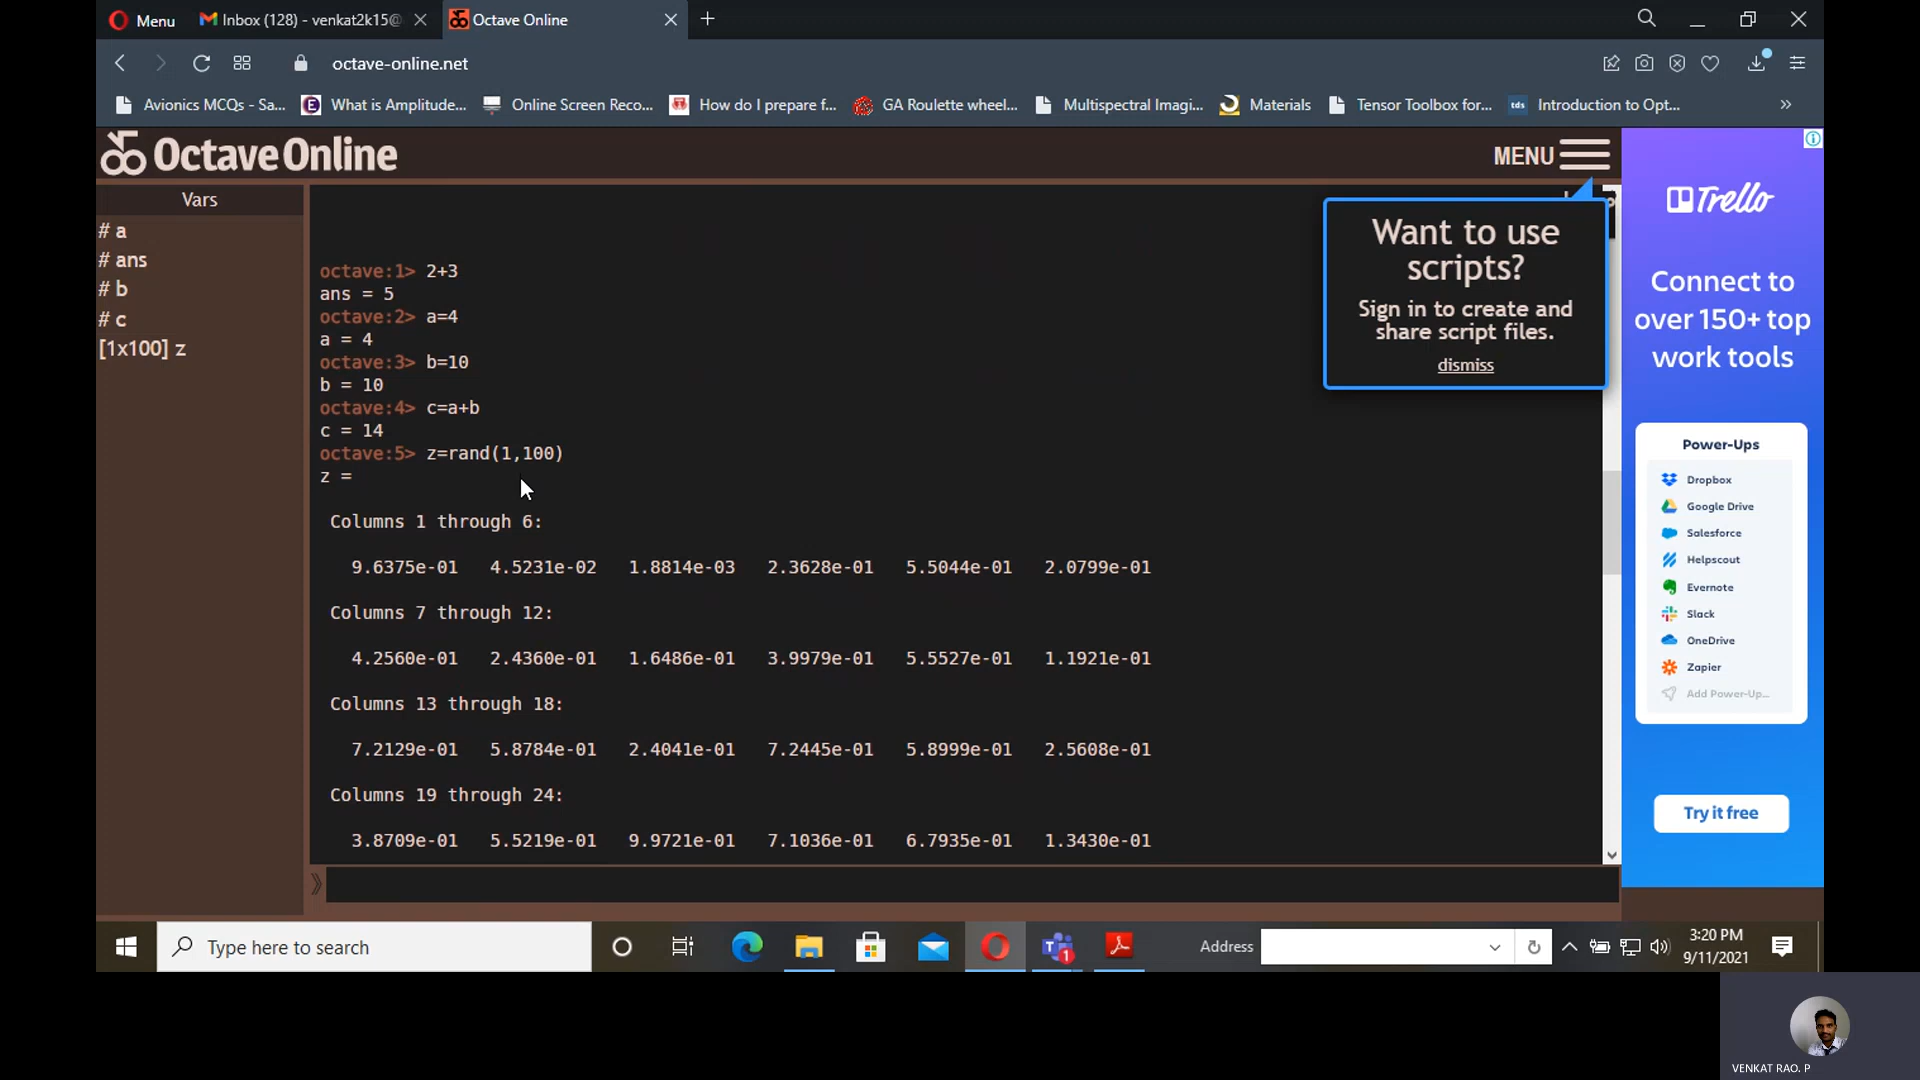 Menu
Inbox (128) - venkat2k15@
Octave Online
octave-online.net
Avionics MCQs - Sa...
What is Amplitude...
Online Screen Reco...
How do I prepare f...
GA Roulette wheel...
Multispectral Imagi...
Materials
Tensor Toolbox for...
tds
Introduction to Opt...
Octave Online
MENU
Vars
# a
# ans
# b
# c
[1x100] z
octave:1> 2+3
ans = 5
octave:2> a=4
a = 4
octave:3> b=10
b = 10
octave:4> c=a+b
c = 14
octave:5> z=rand(1,100)
z =
Columns 1 through 6:
9.6375e-01 4.5231e-02 1.8814e-03 2.3628e-01 5.5044e-01 2.0799e-01
Columns 7 through 12:
4.2560e-01 2.4360e-01 1.6486e-01 3.9979e-01 5.5527e-01 1.1921e-01
Columns 13 through 18:
7.2129e-01 5.8784e-01 2.4041e-01 7.2445e-01 5.8999e-01 2.5608e-01
Columns 19 through 24:
3.8709e-01 5.5219e-01 9.9721e-01 7.1036e-01 6.7935e-01 1.3430e-01
Want to use
scripts?
Sign in to create and
share script files.
dismiss
Trello
Connect to
over 150+ top
work tools
Power-Ups
Dropbox
Google Drive
Salesforce
Helpscout
Evernote
Slack
OneDrive
Zapier
Add Power-Up...
Try it free
Type here to search
1
Address
3:20 PM
9/11/2021
VENKAT RAO. P